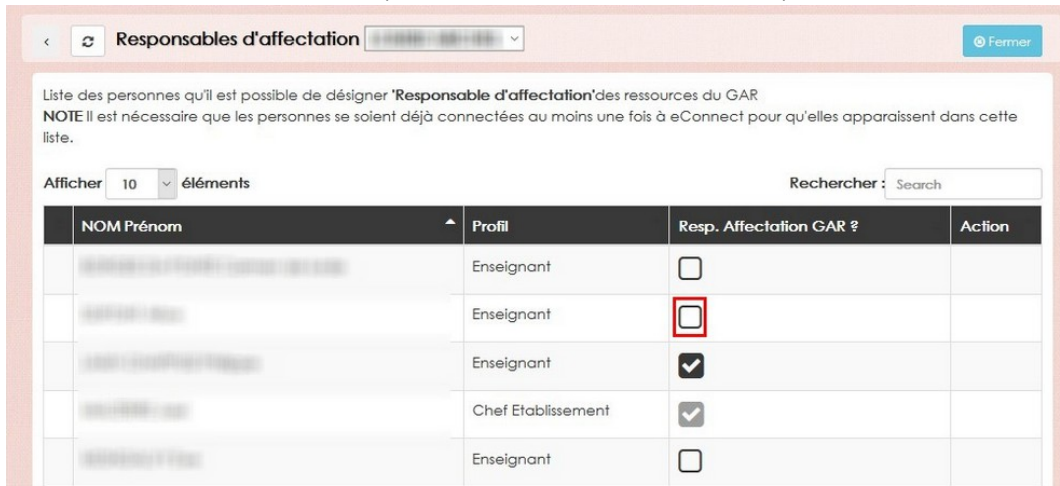 Responsables d'affectation
Fermer
Liste des personnes qu'il est possible de désigner 'Responsable d'affectation'des ressources du GAR
NOTE Il est nécessaire que les personnes se soient déjà connectées au moins une fois à eConnect pour qu'elles apparaissent dans cette
liste.
Afficher 10 éléments Rechercher : Search
NOM Prénom Profil Resp. Affectation GAR ? Action
Enseignant
Enseignant
Enseignant
Chef Etablissement
Enseignant